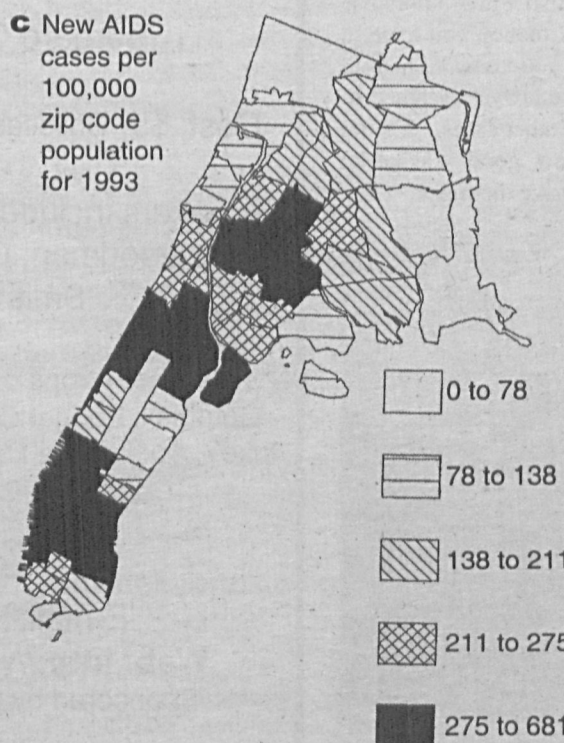 c New AIDS
cases per
100,000
zip code
population
for 1993
0 to 78
78 to 138
138 to 211
211 to 275
275 to 681